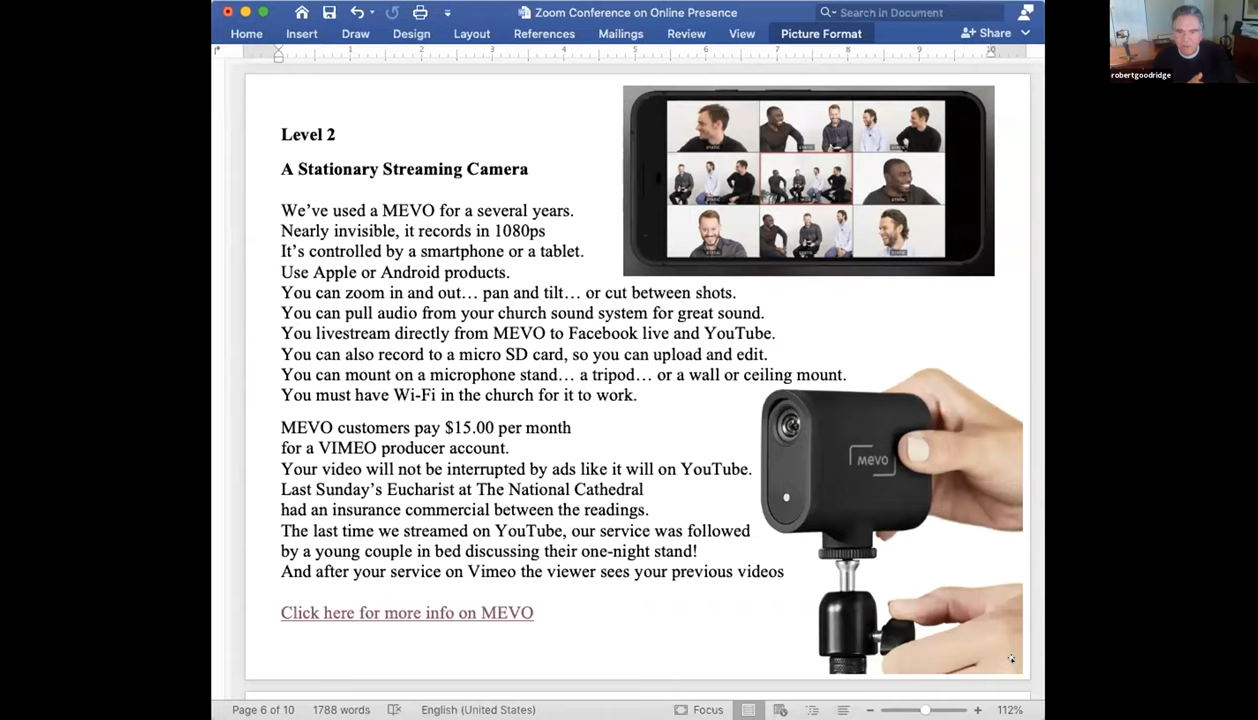 Zoom Conference on Online Presence
Search in Document
Home Insert Draw Design Layout References Mailings Review View Picture Format Share
1 2 3 4 5 6 7 8 9 10
Level 2
A Stationary Streaming Camera
We've used a MEVO for a several years.
Nearly invisible, it records in 1080ps
It's controlled by a smartphone or a tablet.
Use Apple or Android products.
You can zoom in and out… pan and tilt… or cut between shots.
You can pull audio from your church sound system for great sound.
You livestream directly from MEVO to Facebook live and YouTube.
You can also record to a micro SD card, so you can upload and edit.
You can mount on a microphone stand… a tripod… or a wall or ceiling mount.
You must have Wi-Fi in the church for it to work.
MEVO customers pay $15.00 per month
for a VIMEO producer account.
Your video will not be interrupted by ads like it will on YouTube.
Last Sunday's Eucharist at The National Cathedral
had an insurance commercial between the readings.
The last time we streamed on YouTube, our service was followed
by a young couple in bed discussing their one-night stand!
And after your service on Vimeo the viewer sees your previous videos
Click here for more info on MEVO
mevo
Page 6 of 10 1788 words English (United States) Focus 112%
robertgoodridge